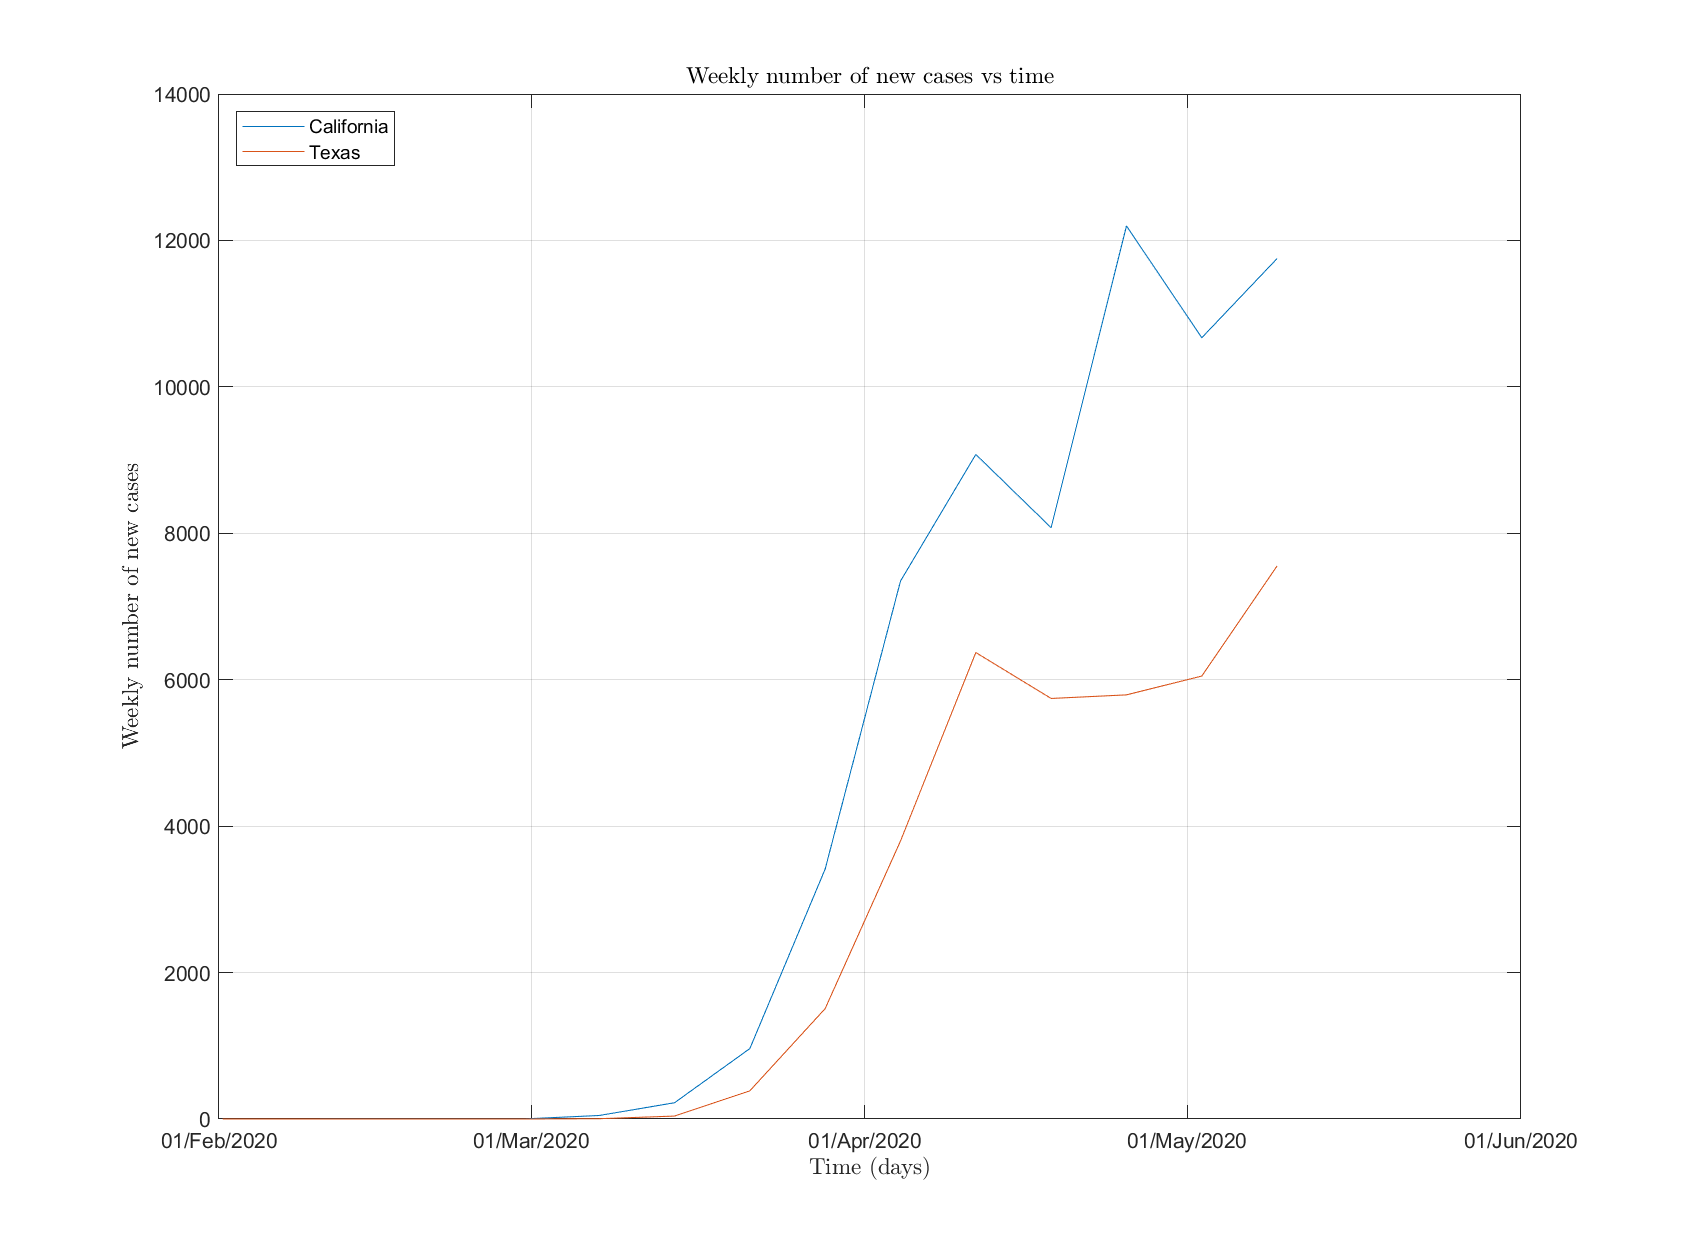 Weekly number of new cases vs time
14000
California
Texas
12000
10000
8000
6000
4000
2000
0
Weekly number of new cases
01/Feb/2020 01/Mar/2020 01/Apr/2020 01/May/2020 01/Jun/2020
Time (days)